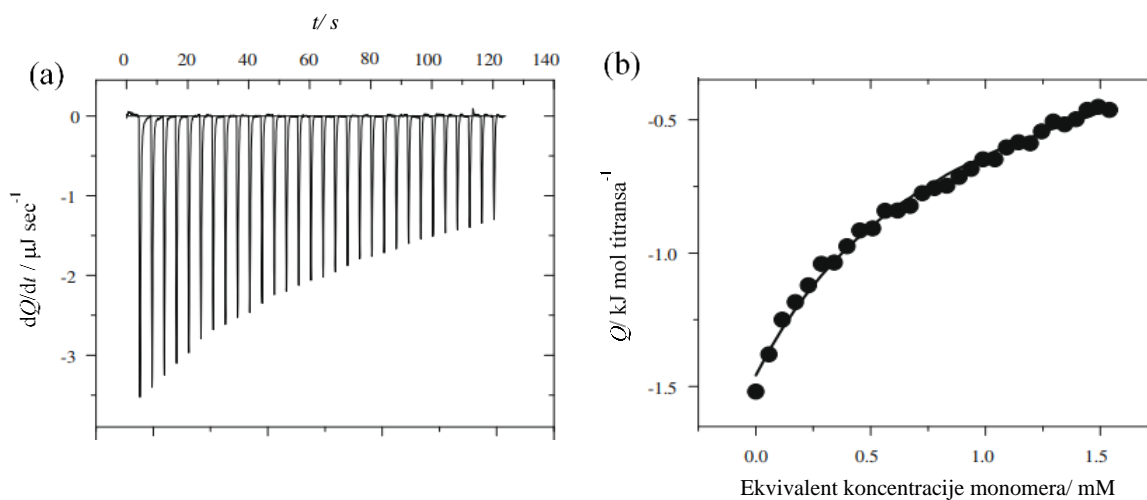 t/ s
(a)
0 20 40 60 80 100 120 140
0
-1
-2
-3
dQ/dt / µJ sec⁻¹
(b)
-0.5
-1.0
-1.5
Q/ kJ mol titransa⁻¹
0.0 0.5 1.0 1.5
Ekvivalent koncentracije monomera/ mM